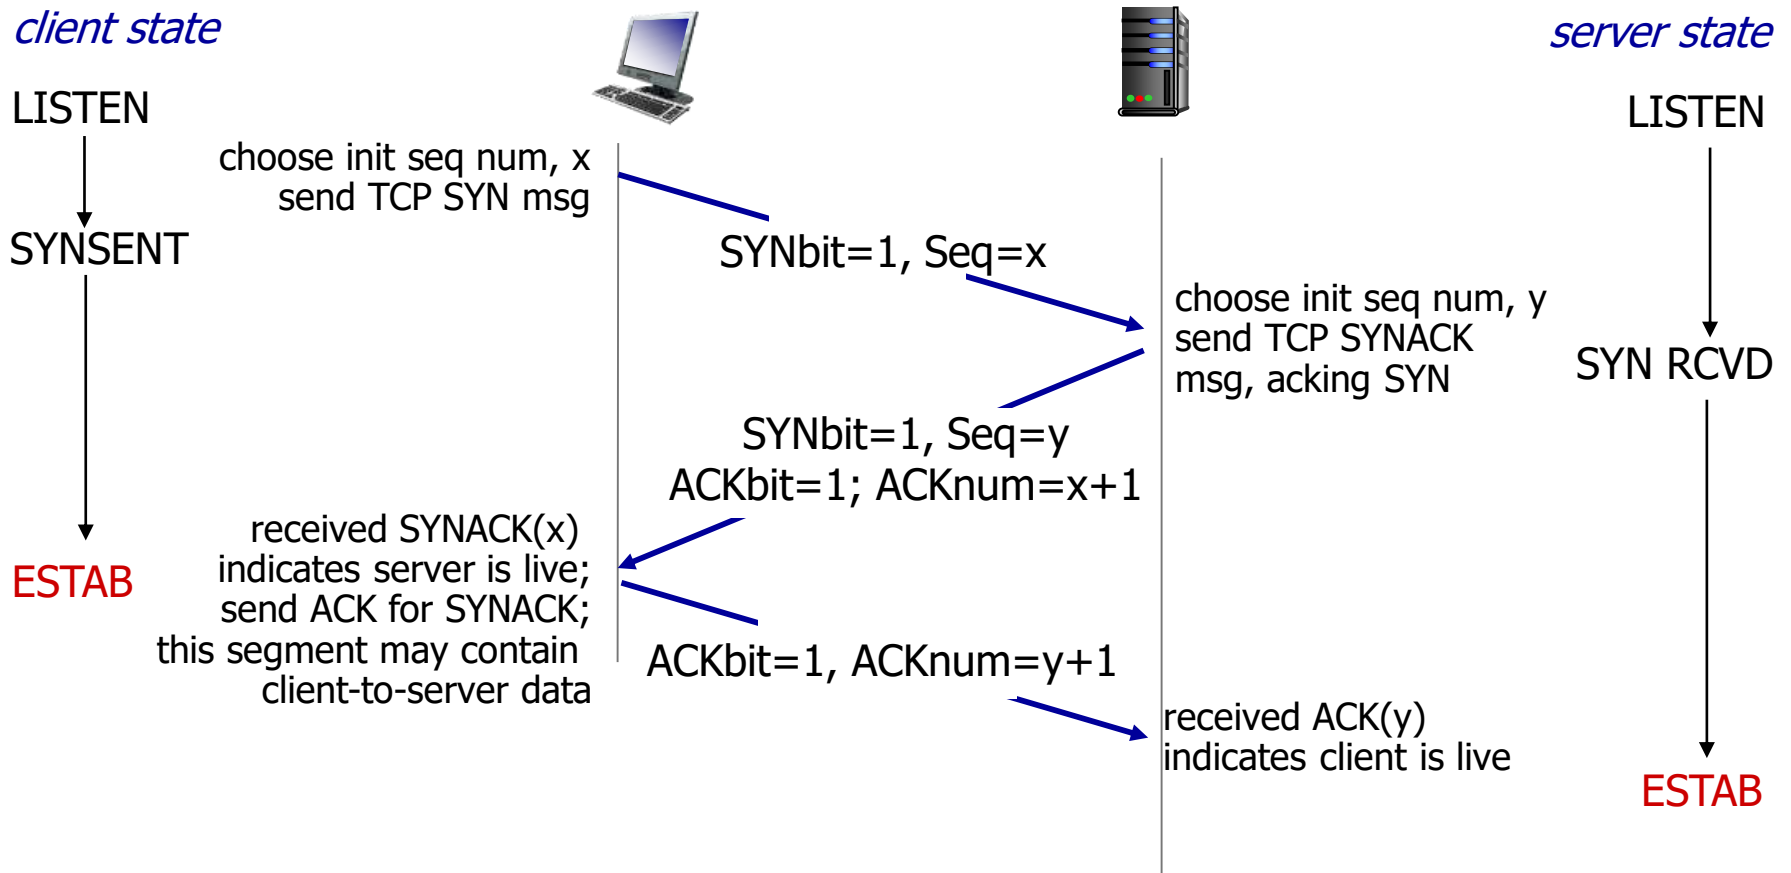 client state
server state
LISTEN
LISTEN
choose init seq num, x
send TCP SYN msg
SYNSENT
SYNbit=1, Seq=x
choose init seq num, y
send TCP SYNACK
msg, acking SYN
SYN RCVD
SYNbit=1, Seq=y
ACKbit=1; ACKnum=x+1
received SYNACK(x)
indicates server is live;
send ACK for SYNACK;
this segment may contain
client-to-server data
ESTAB
ACKbit=1, ACKnum=y+1
received ACK(y)
indicates client is live
ESTAB